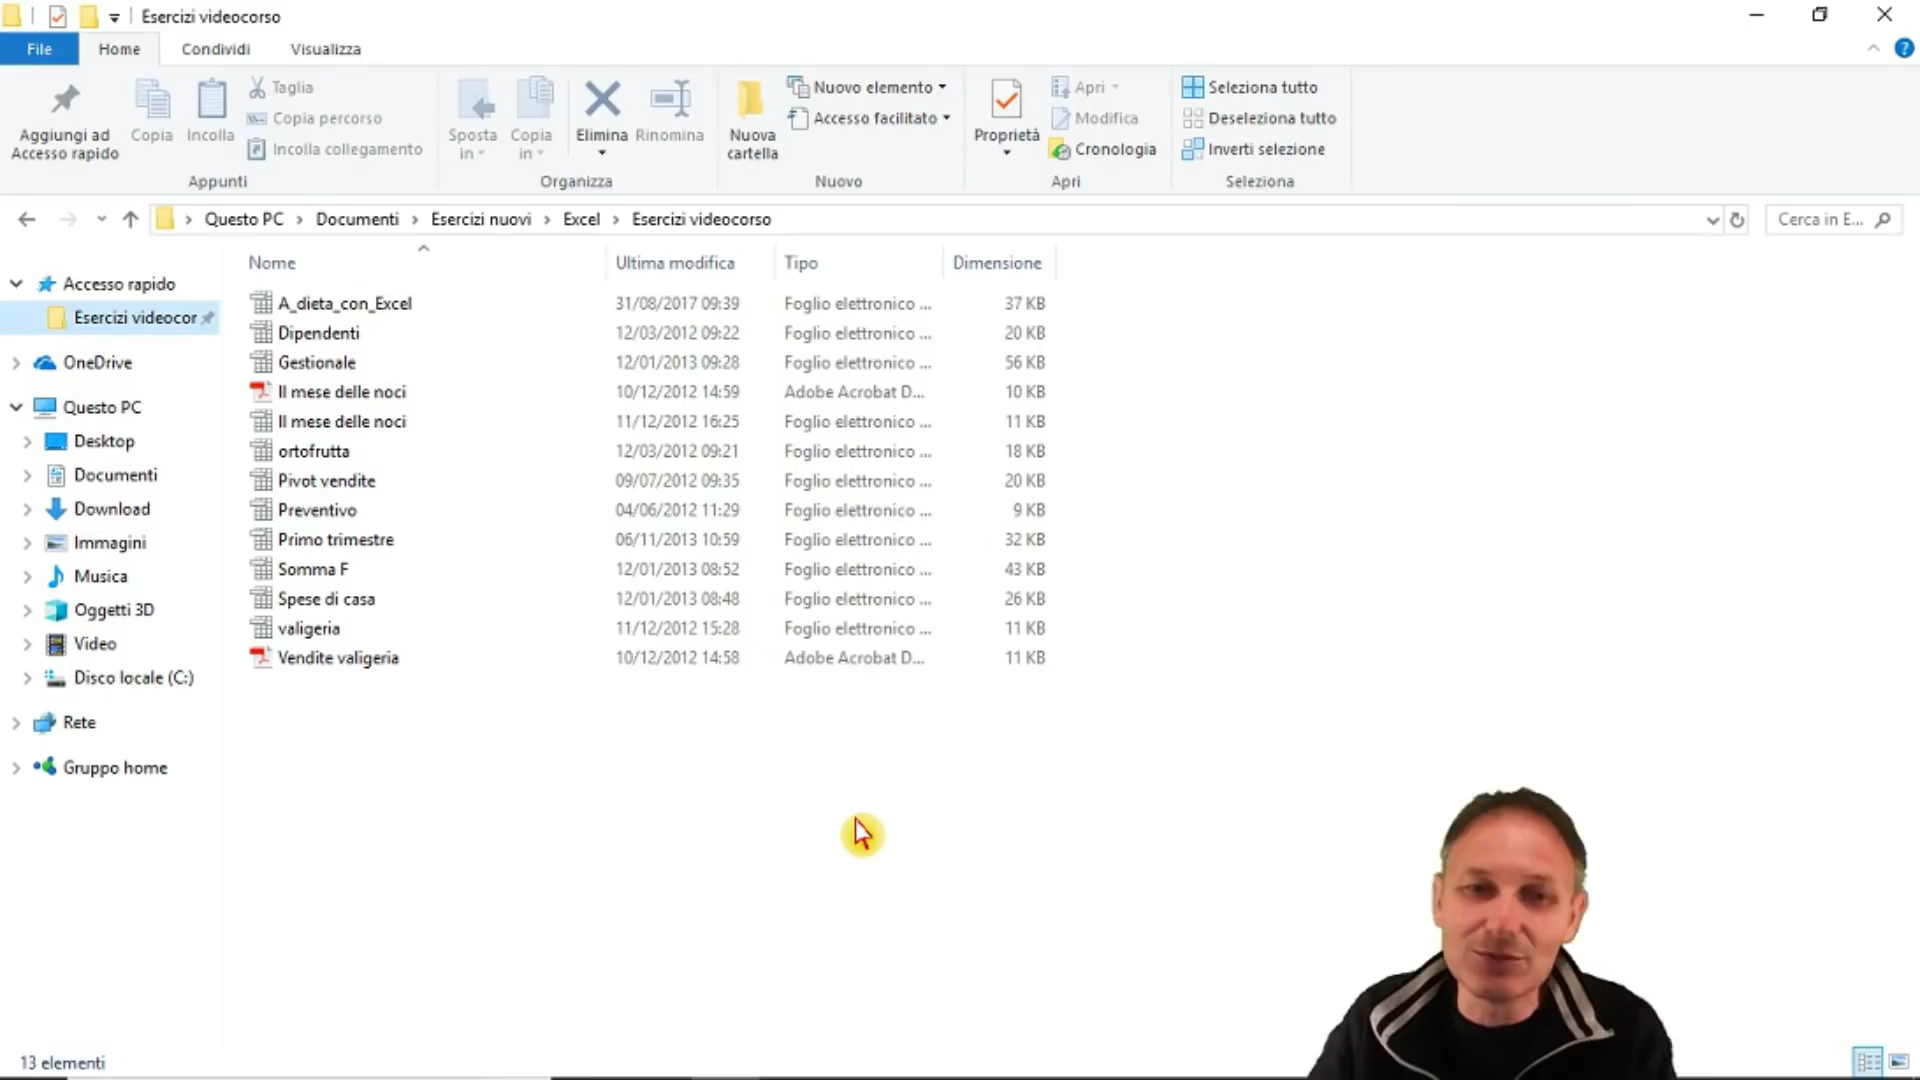 Esercizi videocorso
File Home Condividi Visualizza
Aggiungi ad
Accesso rapido
Copia
Incolla
Taglia
Copia percorso
Incolla collegamento
Appunti
Sposta
in
Copia
in
Elimina
Rinomina
Organizza
Nuova
cartella
Nuovo elemento
Accesso facilitato
Nuovo
Proprietà
Apri
Modifica
Cronologia
Apri
Seleziona tutto
Deseleziona tutto
Inverti selezione
Seleziona
Questo PC > Documenti > Esercizi nuovi > Excel > Esercizi videocorso
Cerca in E...
Accesso rapido
Esercizi videocor
OneDrive
Questo PC
Desktop
Documenti
Download
Immagini
Musica
Oggetti 3D
Video
Disco locale (C:)
Rete
Gruppo home
Nome Ultima modifica Tipo Dimensione
A_dieta_con_Excel 31/08/2017 09:39 Foglio elettronico ... 37 KB
Dipendenti 12/03/2012 09:22 Foglio elettronico ... 20 KB
Gestionale 12/01/2013 09:28 Foglio elettronico ... 56 KB
Il mese delle noci 10/12/2012 14:59 Adobe Acrobat D... 10 KB
Il mese delle noci 11/12/2012 16:25 Foglio elettronico ... 11 KB
ortofrutta 12/03/2012 09:21 Foglio elettronico ... 18 KB
Pivot vendite 09/07/2012 09:35 Foglio elettronico ... 20 KB
Preventivo 04/06/2012 11:29 Foglio elettronico ... 9 KB
Primo trimestre 06/11/2013 10:59 Foglio elettronico ... 32 KB
Somma F 12/01/2013 08:52 Foglio elettronico ... 43 KB
Spese di casa 12/01/2013 08:48 Foglio elettronico ... 26 KB
valigeria 11/12/2012 15:28 Foglio elettronico ... 11 KB
Vendite valigeria 10/12/2012 14:58 Adobe Acrobat D... 11 KB
13 elementi